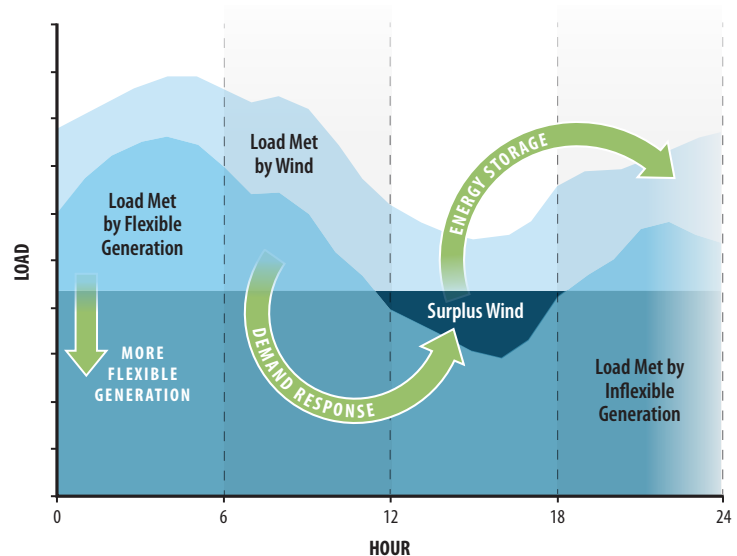 Load Met
by Wind
Load Met
by Flexible
Generation
ENERGY STORAGE
LOAD
Surplus Wind
MORE
FLEXIBLE
GENERATION
DEMAND RESPONSE
Load Met by
Inflexible
Generation
0 6 12 18 24
HOUR